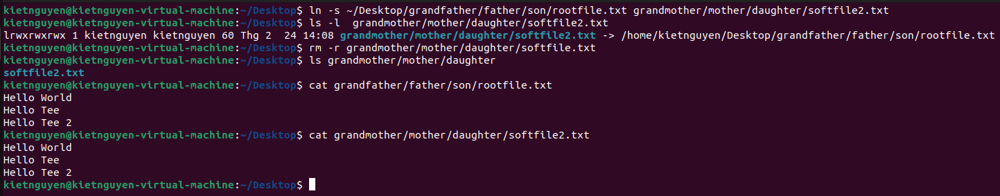 kietnguyen@kietnguyen-virtual-machine:~/Desktop$ ln -s ~/Desktop/grandfather/father/son/rootfile.txt grandmother/mother/daughter/softfile2.txt
kietnguyen@kietnguyen-virtual-machine:~/Desktop$ ls -l  grandmother/mother/daughter/softfile2.txt
lrwxrwxrwx 1 kietnguyen kietnguyen 60 Thg 2  24 14:08 grandmother/mother/daughter/softfile2.txt -> /home/kietnguyen/Desktop/grandfather/father/son/rootfile.txt
kietnguyen@kietnguyen-virtual-machine:~/Desktop$ rm -r grandmother/mother/daughter/softfile.txt
kietnguyen@kietnguyen-virtual-machine:~/Desktop$ ls grandmother/mother/daughter
softfile2.txt
kietnguyen@kietnguyen-virtual-machine:~/Desktop$ cat grandfather/father/son/rootfile.txt
Hello World
Hello Tee
Hello Tee 2
kietnguyen@kietnguyen-virtual-machine:~/Desktop$ cat grandmother/mother/daughter/softfile2.txt
Hello World
Hello Tee
Hello Tee 2
kietnguyen@kietnguyen-virtual-machine:~/Desktop$